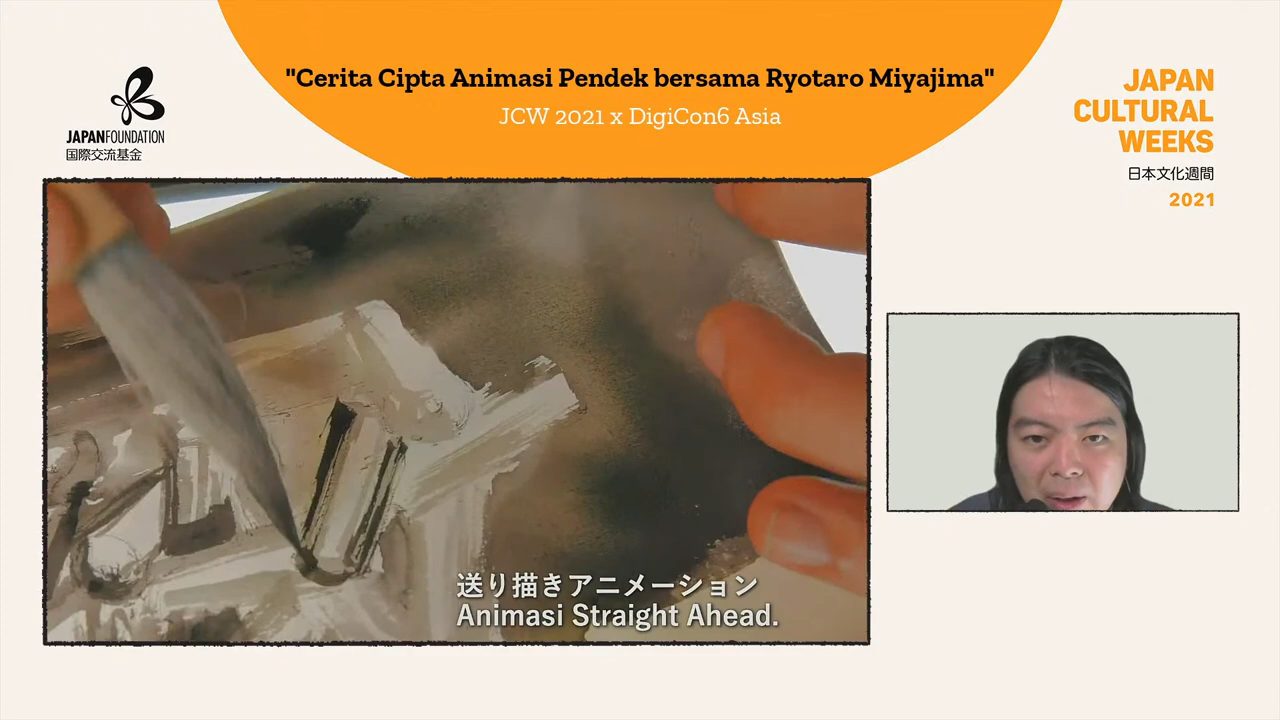 "Cerita Cipta Animasi Pendek bersama Ryotaro Miyajima"
JCW 2021 x DigiCon6 Asia
JAPANFOUNDATION
国際交流基金
JAPAN
CULTURAL
WEEKS
日本文化週間
2021
送り描きアニメーション
Animasi Straight Ahead.